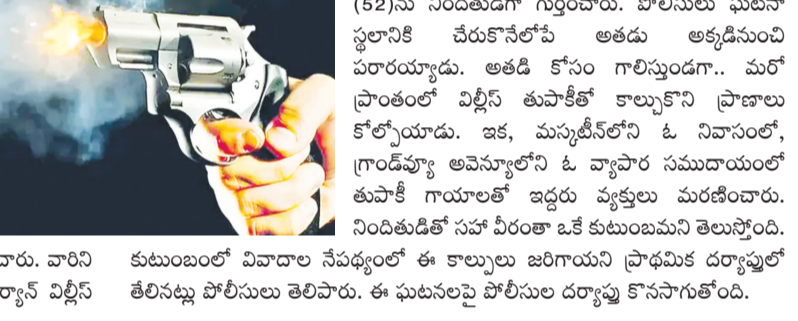 (52)ను నిందితుడిగా గుర్తించారు. పోలీసులు ఘటనా
స్థలానికి చేరుకొనేలోపే అతడు అక్కడినుంచి
పరారయ్యాడు. అతడి కోసం గాలిస్తుండగా.. మరో
ప్రాంతంలో విల్లీస్ తుపాకీతో కాల్చుకొని ప్రాణాలు
కోల్పోయాడు. ఇక, మస్కటీన్‌లోని ఓ నివాసంలో,
గ్రాండ్‌వ్యూ అవెన్యూలోని ఓ వ్యాపార సముదాయంలో
తుపాకీ గాయాలతో ఇద్దరు వ్యక్తులు మరణించారు.
నిందితుడితో సహా వీరంతా ఒకే కుటుంబమని తెలుస్తోంది.
చారు. వారిని
ర్యాన్ విల్లీస్
కుటుంబంలో వివాదాల నేపథ్యంలో ఈ కాల్పులు జరిగాయని ప్రాథమిక దర్యాప్తులో
తేలినట్లు పోలీసులు తెలిపారు. ఈ ఘటనలపై పోలీసుల దర్యాప్తు కొనసాగుతోంది.